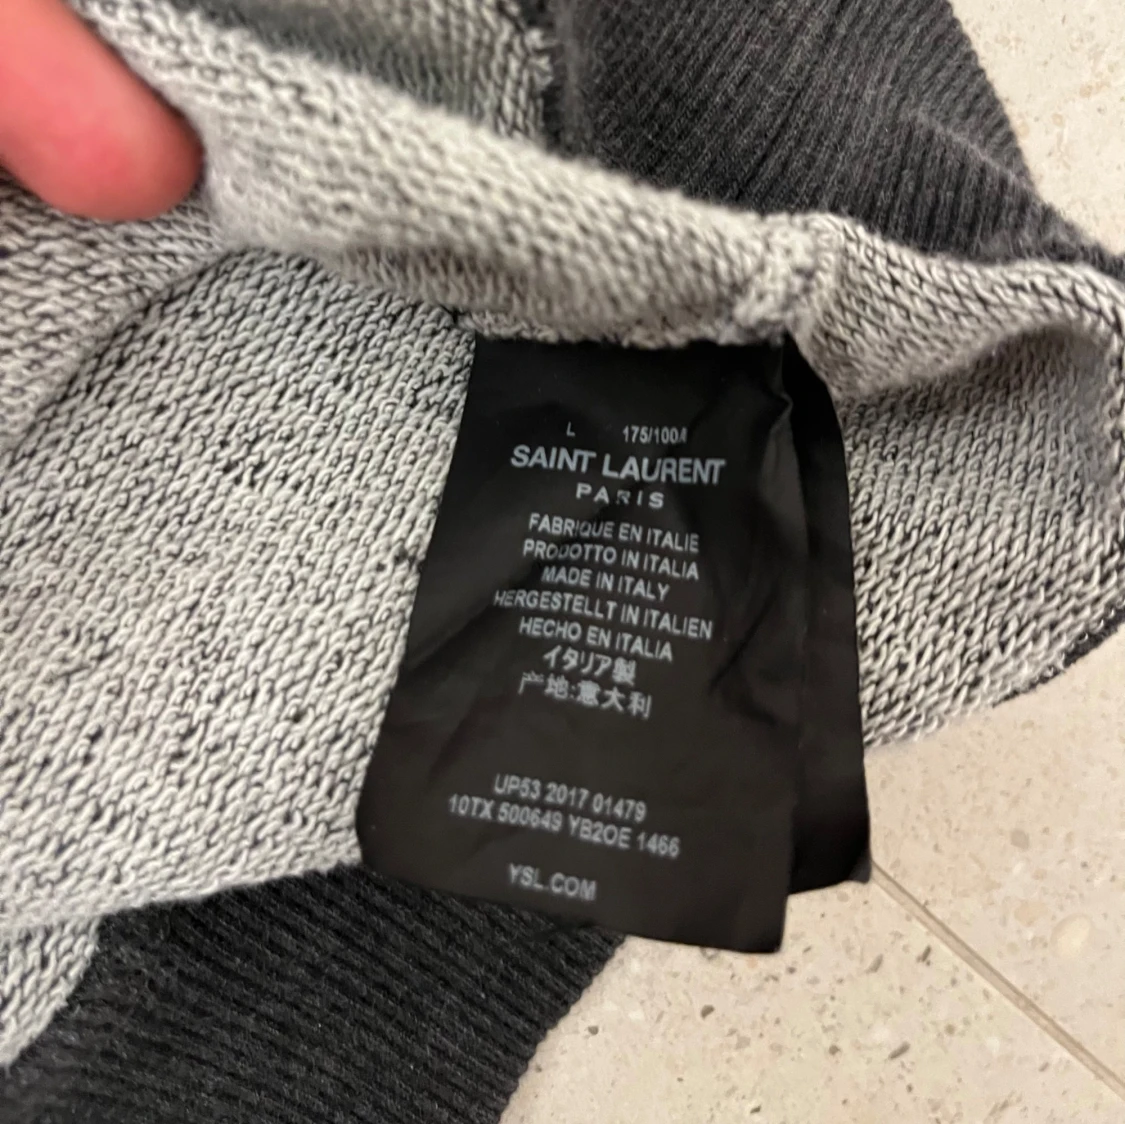 L 175/100A
SAINT LAURENT
PARIS
FABRIQUE EN ITALIE
PRODOTTO IN ITALIA
MADE IN ITALY
HERGESTELLT IN ITALIEN
HECHO EN ITALIA
イタリア製
产地:意大利
UP53 2017 01479
10TX 500649 YB2OE 1466
YSL.COM